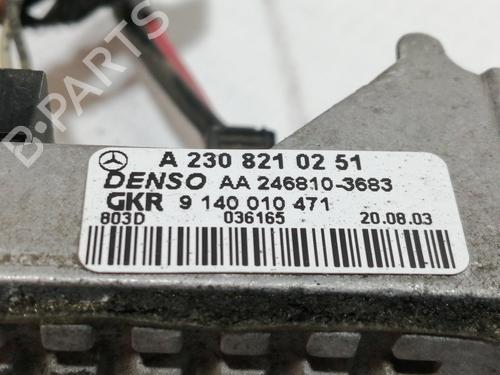 A 230 821 02 51
DENSO AA 246810-3683
GKR 9 140 010 471
803D 036165 20.08.03
B-PARTS